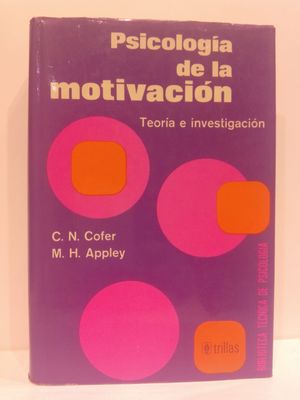 Psicología
de la
motivación
Teoría e investigación
C. N. Cofer
M. H. Appley
trillas
BIBLIOTECA TÉCNICA DE PSICOLOGÍA